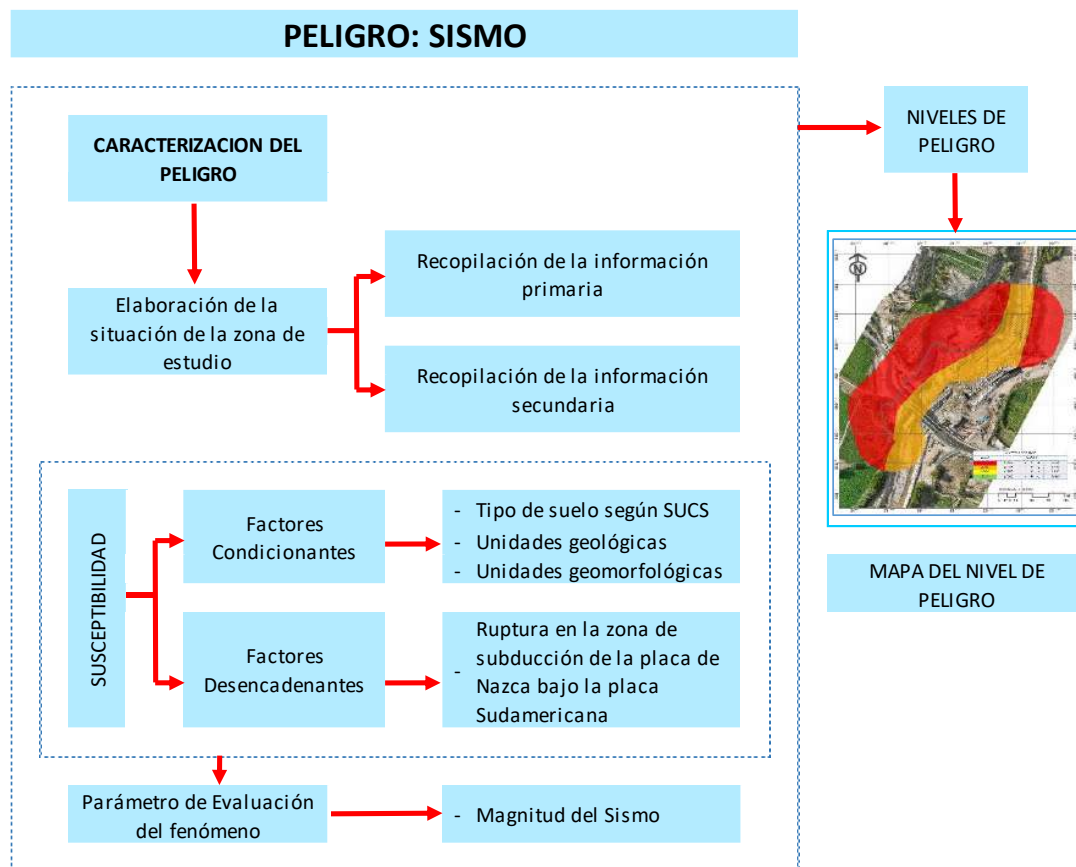 PELIGRO: SISMO
CARACTERIZACION DEL
PELIGRO
Elaboración de la
situación de la zona de
estudio
Recopilación de la información
primaria
Recopilación de la información
secundaria
SUSCEPTIBILIDAD
Factores
Condicionantes
- Tipo de suelo según SUCS
- Unidades geológicas
- Unidades geomorfológicas
Factores
Desencadenantes
Ruptura en la zona de
subducción de la placa de
- Nazca bajo la placa
Sudamericana
Parámetro de Evaluación
del fenómeno
- Magnitud del Sismo
NIVELES DE
PELIGRO
N
MAPA DEL NIVEL DE
PELIGRO